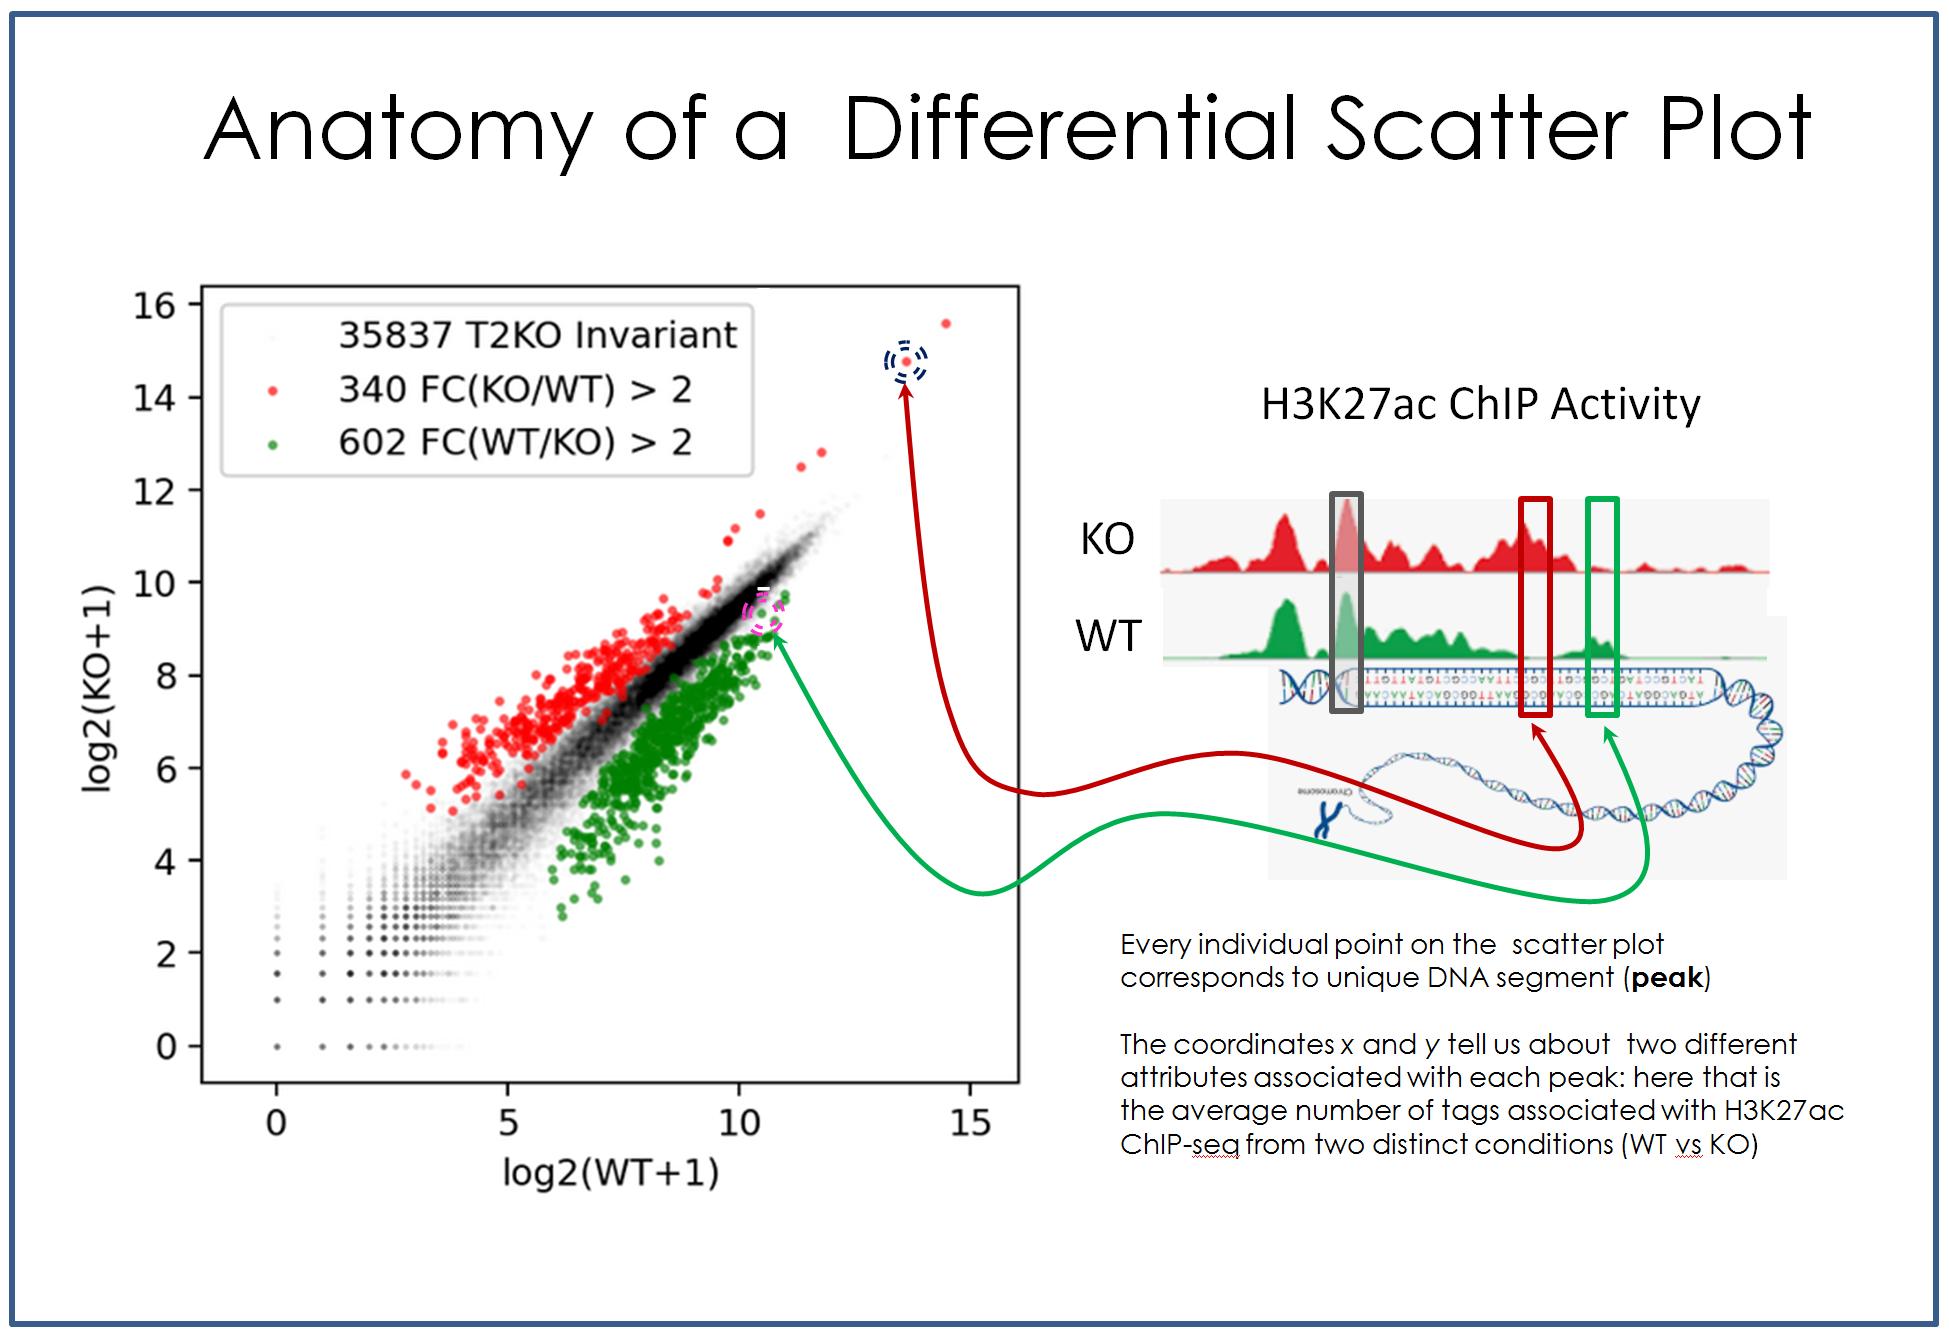 Anatomy of a  Differential Scatter Plot
16
14
12
10
8
6
4
2
0
log2(KO+1)
35837 T2KO Invariant
340 FC(KO/WT) > 2
602 FC(WT/KO) > 2
0 5 10 15
log2(WT+1)
H3K27ac ChIP Activity
KO
WT
Chromosome
Every individual point on the  scatter plot
corresponds to unique DNA segment (peak)
The coordinates x and y tell us about  two different
attributes associated with each peak: here that is
the average number of tags associated with H3K27ac
ChIP-seq from two distinct conditions (WT vs KO)